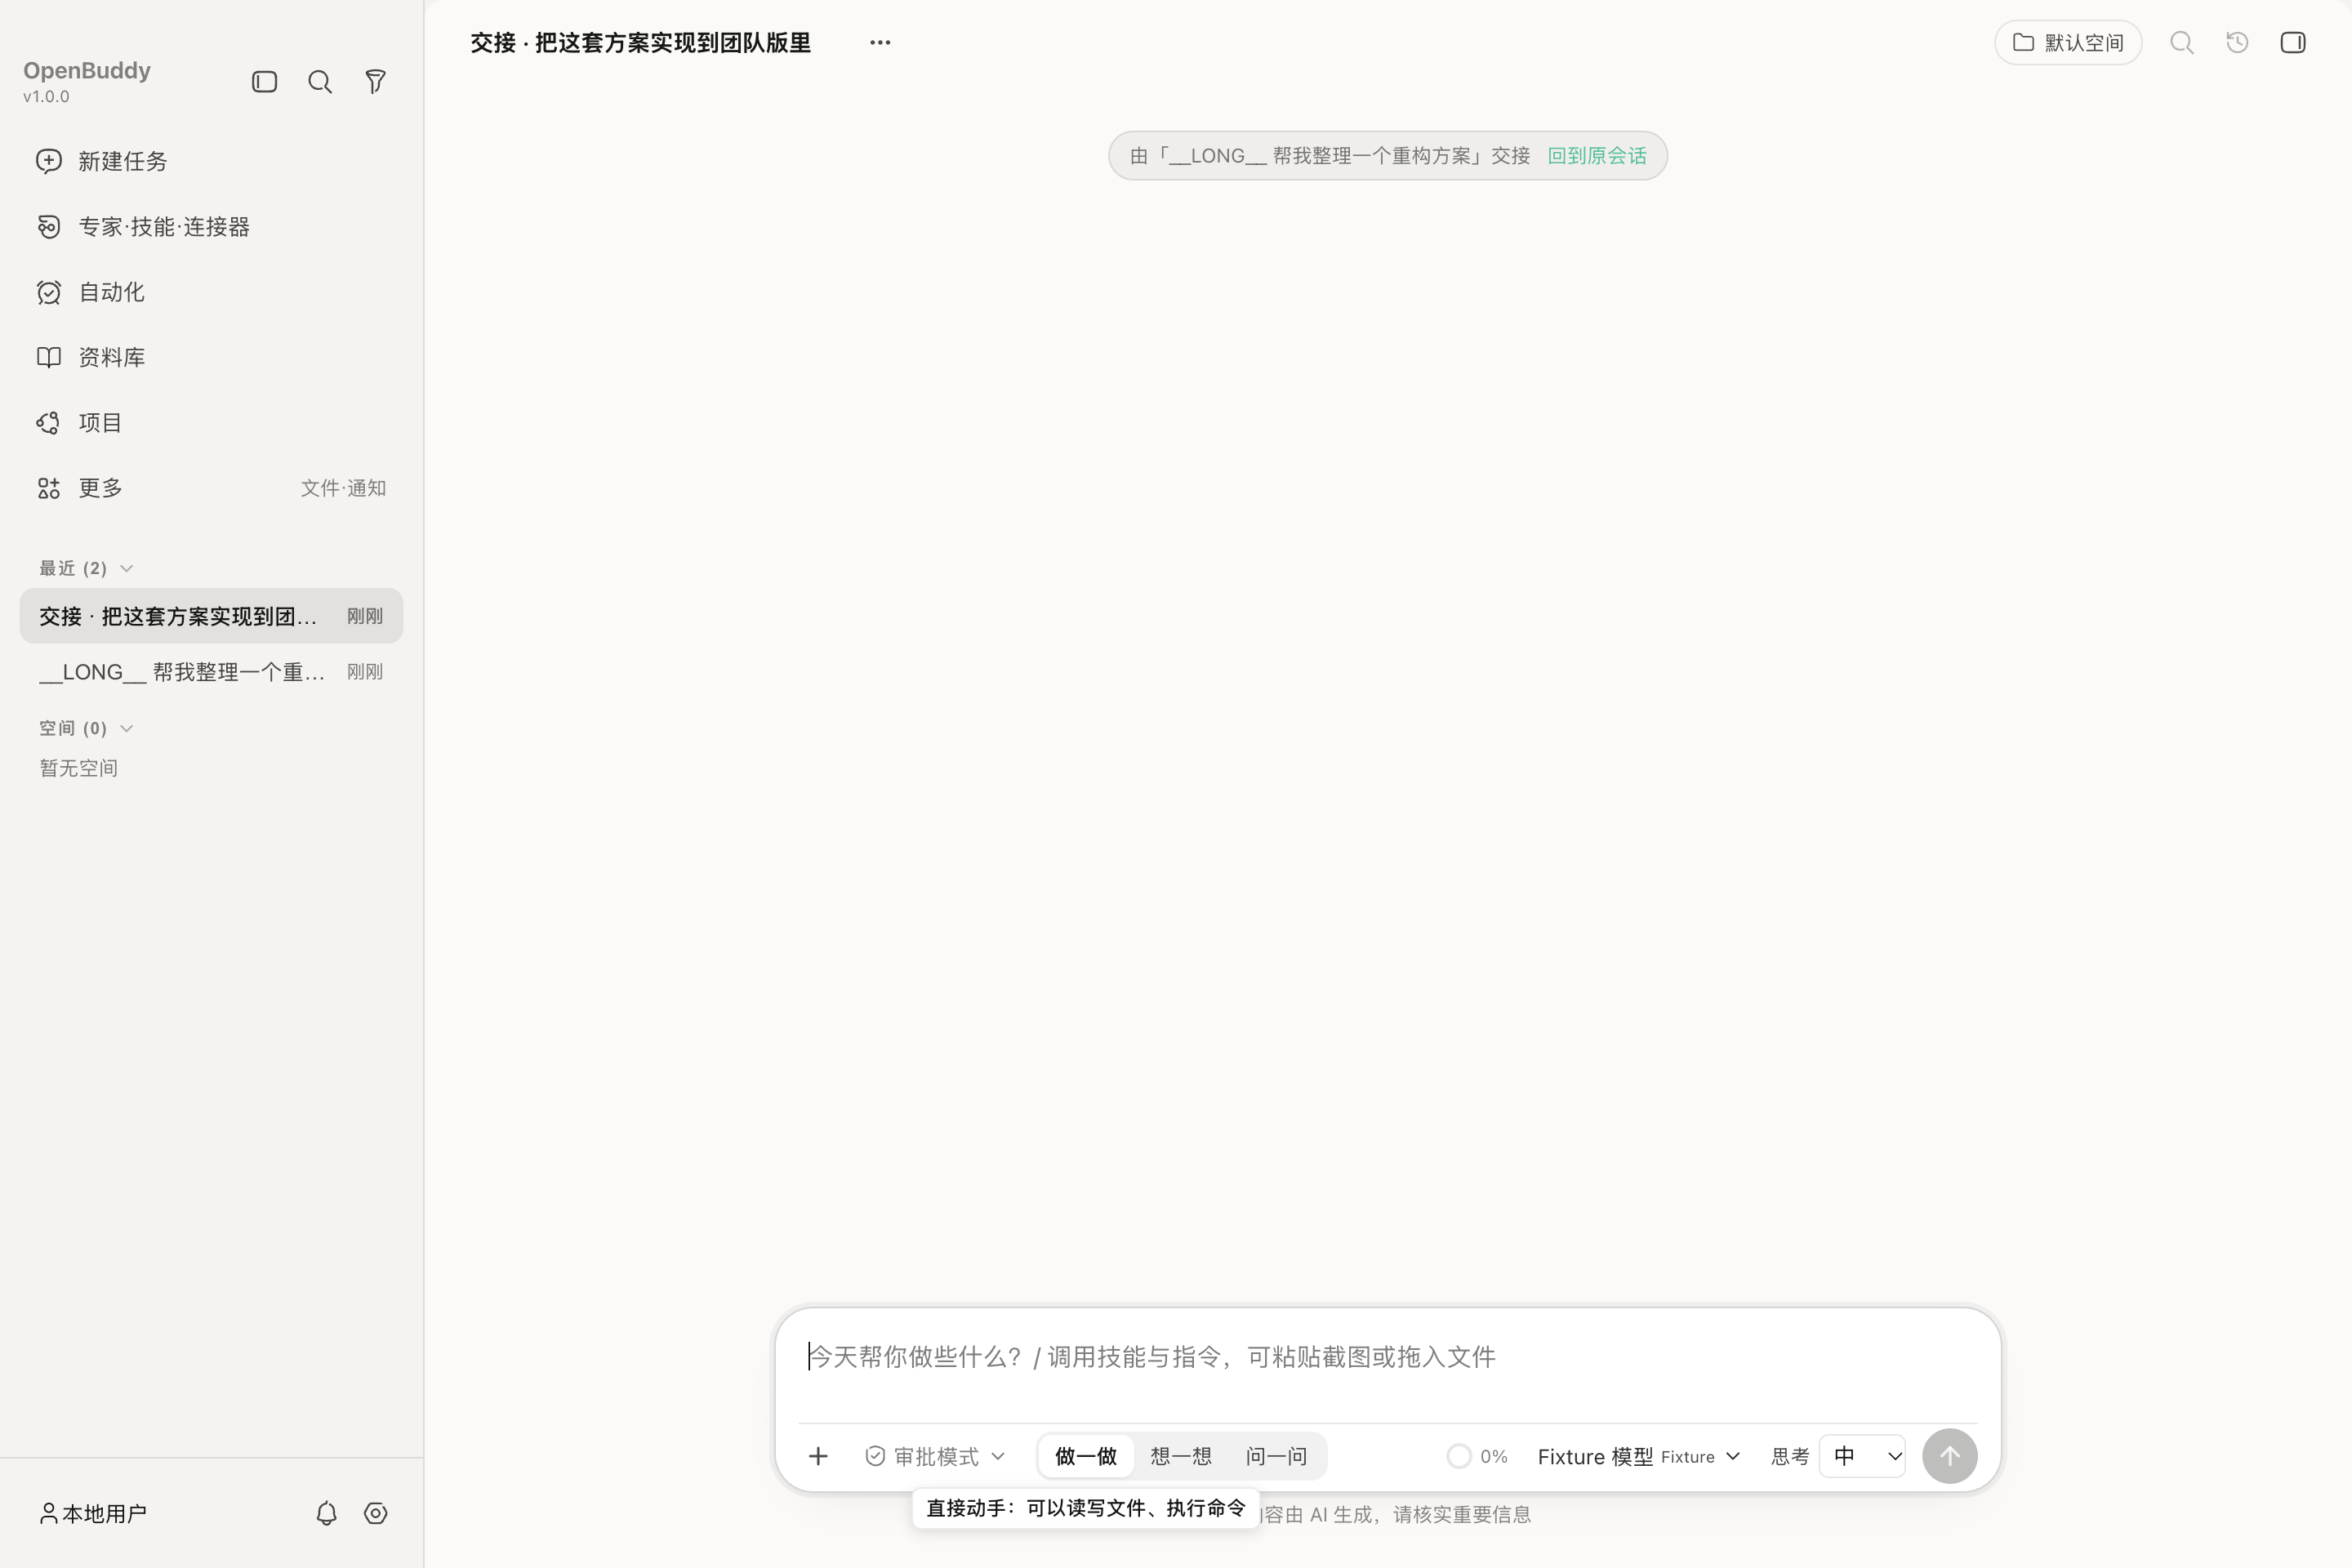 OpenBuddy
v1.0.0
新建任务
专家·技能·连接器
自动化
资料库
项目
更多 文件·通知
最近 (2)
交接 · 把这套方案实现到团… 刚刚
__LONG__ 帮我整理一个重… 刚刚
空间 (0)
暂无空间
本地用户
交接 · 把这套方案实现到团队版里
默认空间
由「__LONG__ 帮我整理一个重构方案」交接 回到原会话
今天帮你做些什么？/ 调用技能与指令，可粘贴截图或拖入文件
审批模式 做一做 想一想 问一问 0% Fixture 模型 Fixture 思考 中
直接动手：可以读写文件、执行命令
容由 AI 生成，请核实重要信息